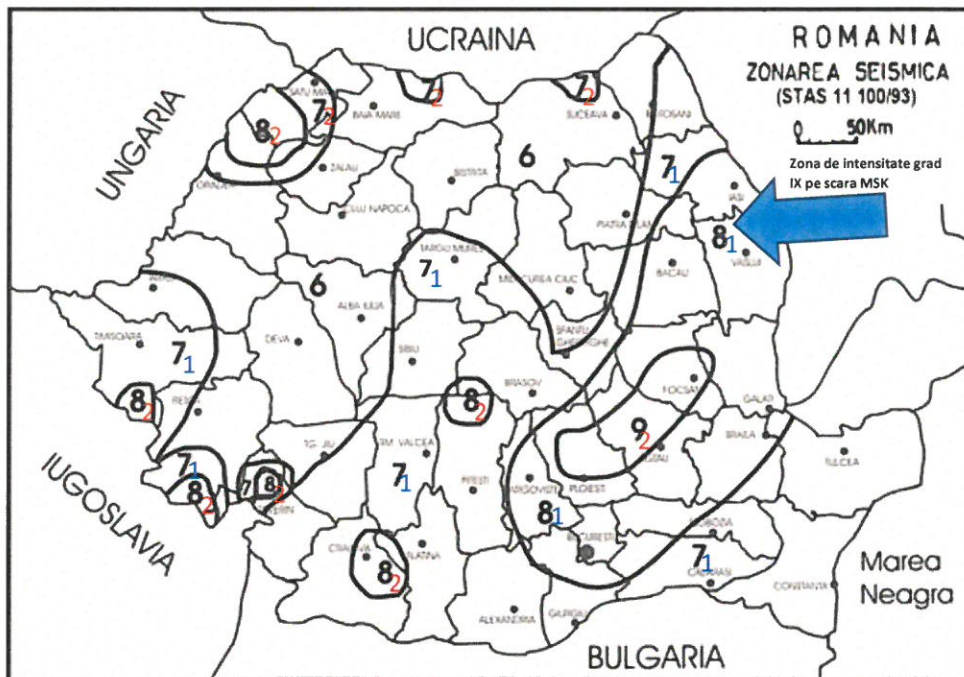 UCRAINA
ROMANIA
ZONAREA SEISMICA
(STAS 11 100/93)
0 50Km
Zona de intensitate grad
IX pe scara MSK
UNGARIA
SATU MA
7 2
8 2
BAIA MARE
7 2
7 2
SUCEAVA
BOTOSANI
6
7 1
ORADEA
ZALAU
BISTRITA
IASI
CLUJ NAPOCA
PIATRA NEAMT
8 1
VASLUI
TARGU MURES
7 1
MIERCUREA CIUC
BACAU
ARAD
6
ALBA IULIA
TIMISOARA
7 1
DEVA
SIBIU
SFANTU
GHEORGHE
BRASOV
FOCSANI
8 2
RESITA
8 2
9 2
GALATI
BRAILA
TULCEA
TG. JIU
RM. VALCEA
7 1
8 2
7
8 2
SEVERIN
7 1
PITESTI
TARGOVISTE
PLOIESTI
BUZAU
8 1
IUGOSLAVIA
CRAIOVA
8 2
SLATINA
BUCURESTI
SLOBOZIA
7 1
CALARASI
CONSTANTA
Marea
Neagra
ALEXANDRIA
GIURGIU
BULGARIA